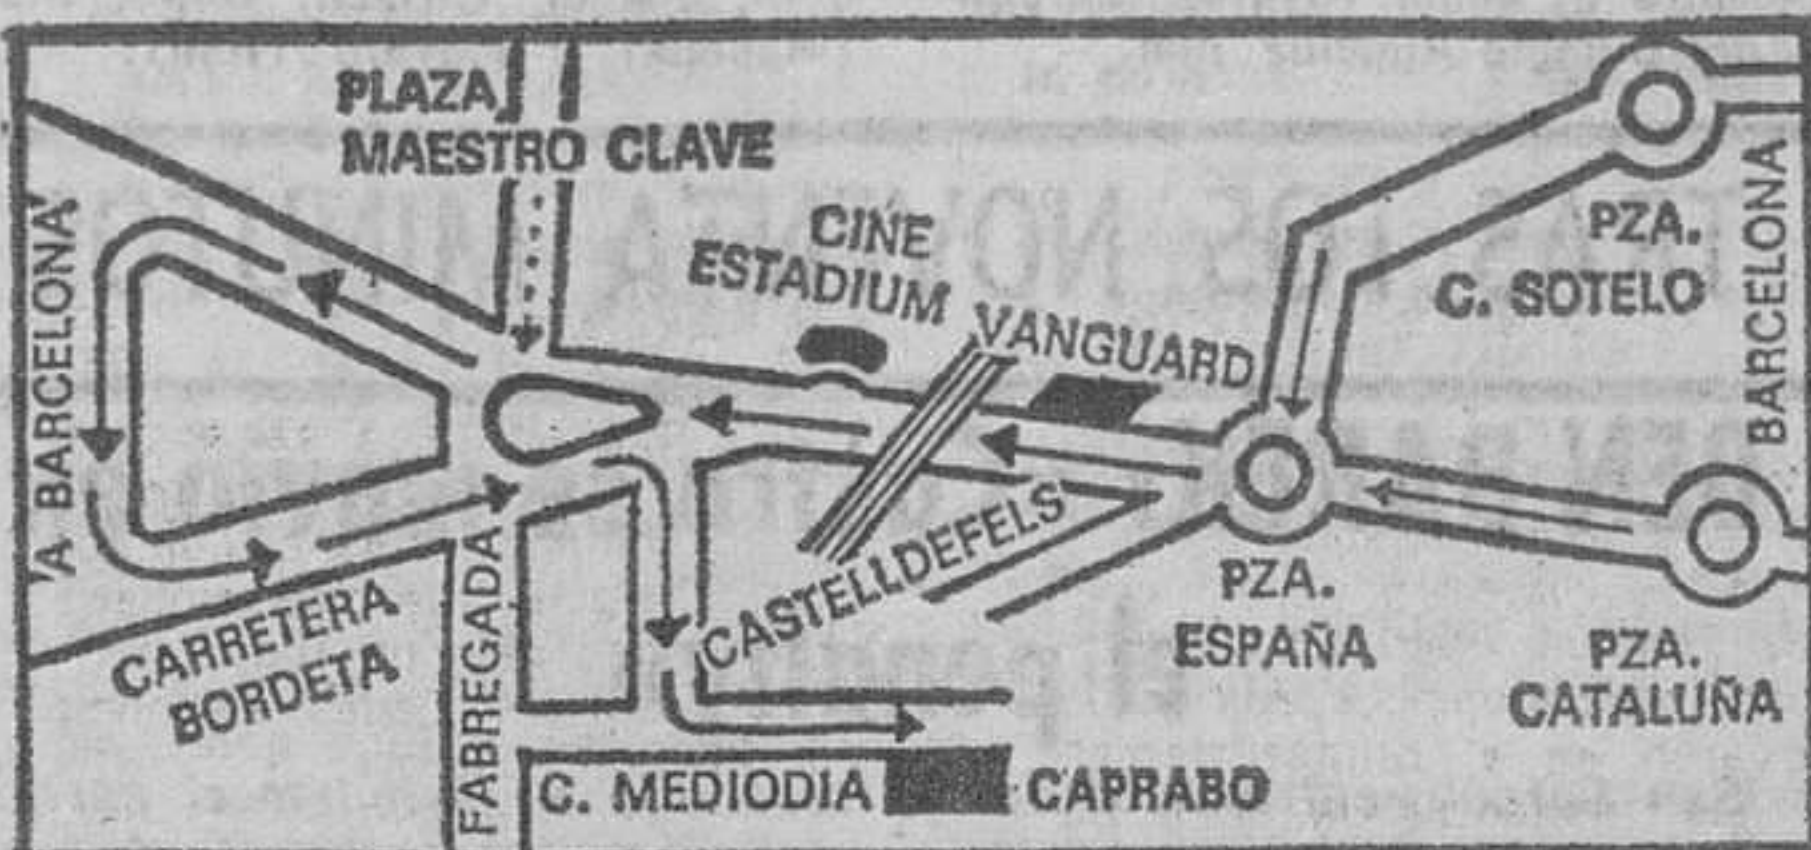 PLAZA
MAESTRO CLAVE
CINE
ESTADIUM
VANGUARD
PZA.
C. SOTELO
BARCELONA
'A BARCELONA'
CASTELLDEFELS
PZA.
ESPAÑA
PZA.
CATALUÑA
CARRETERA
BORDETA
FABREGADA
C. MEDIODIA
CAPRABO